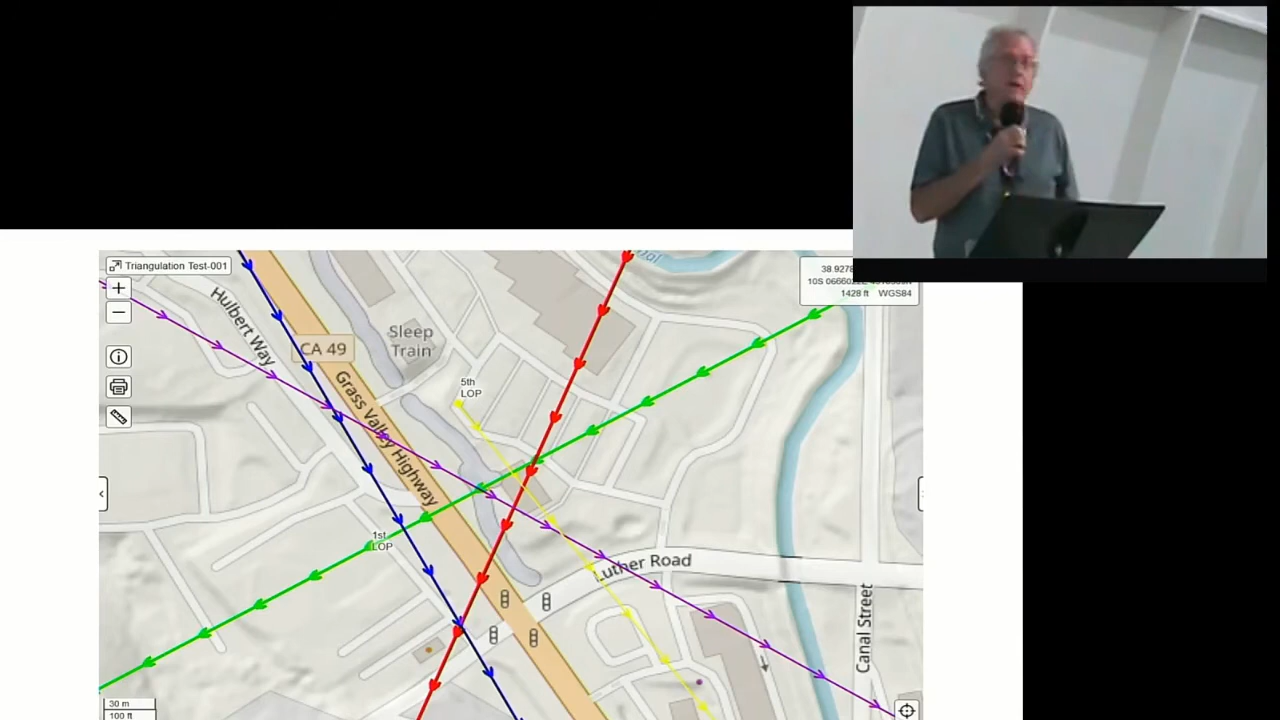 Triangulation Test-001
+
−
38.9278
1428 ft WGS84
Hulbert Way
CA 49
Sleep
Train
Grass Valley Highway
5th
LOP
1st
LOP
Luther Road
Canal Street
30 m
100 ft